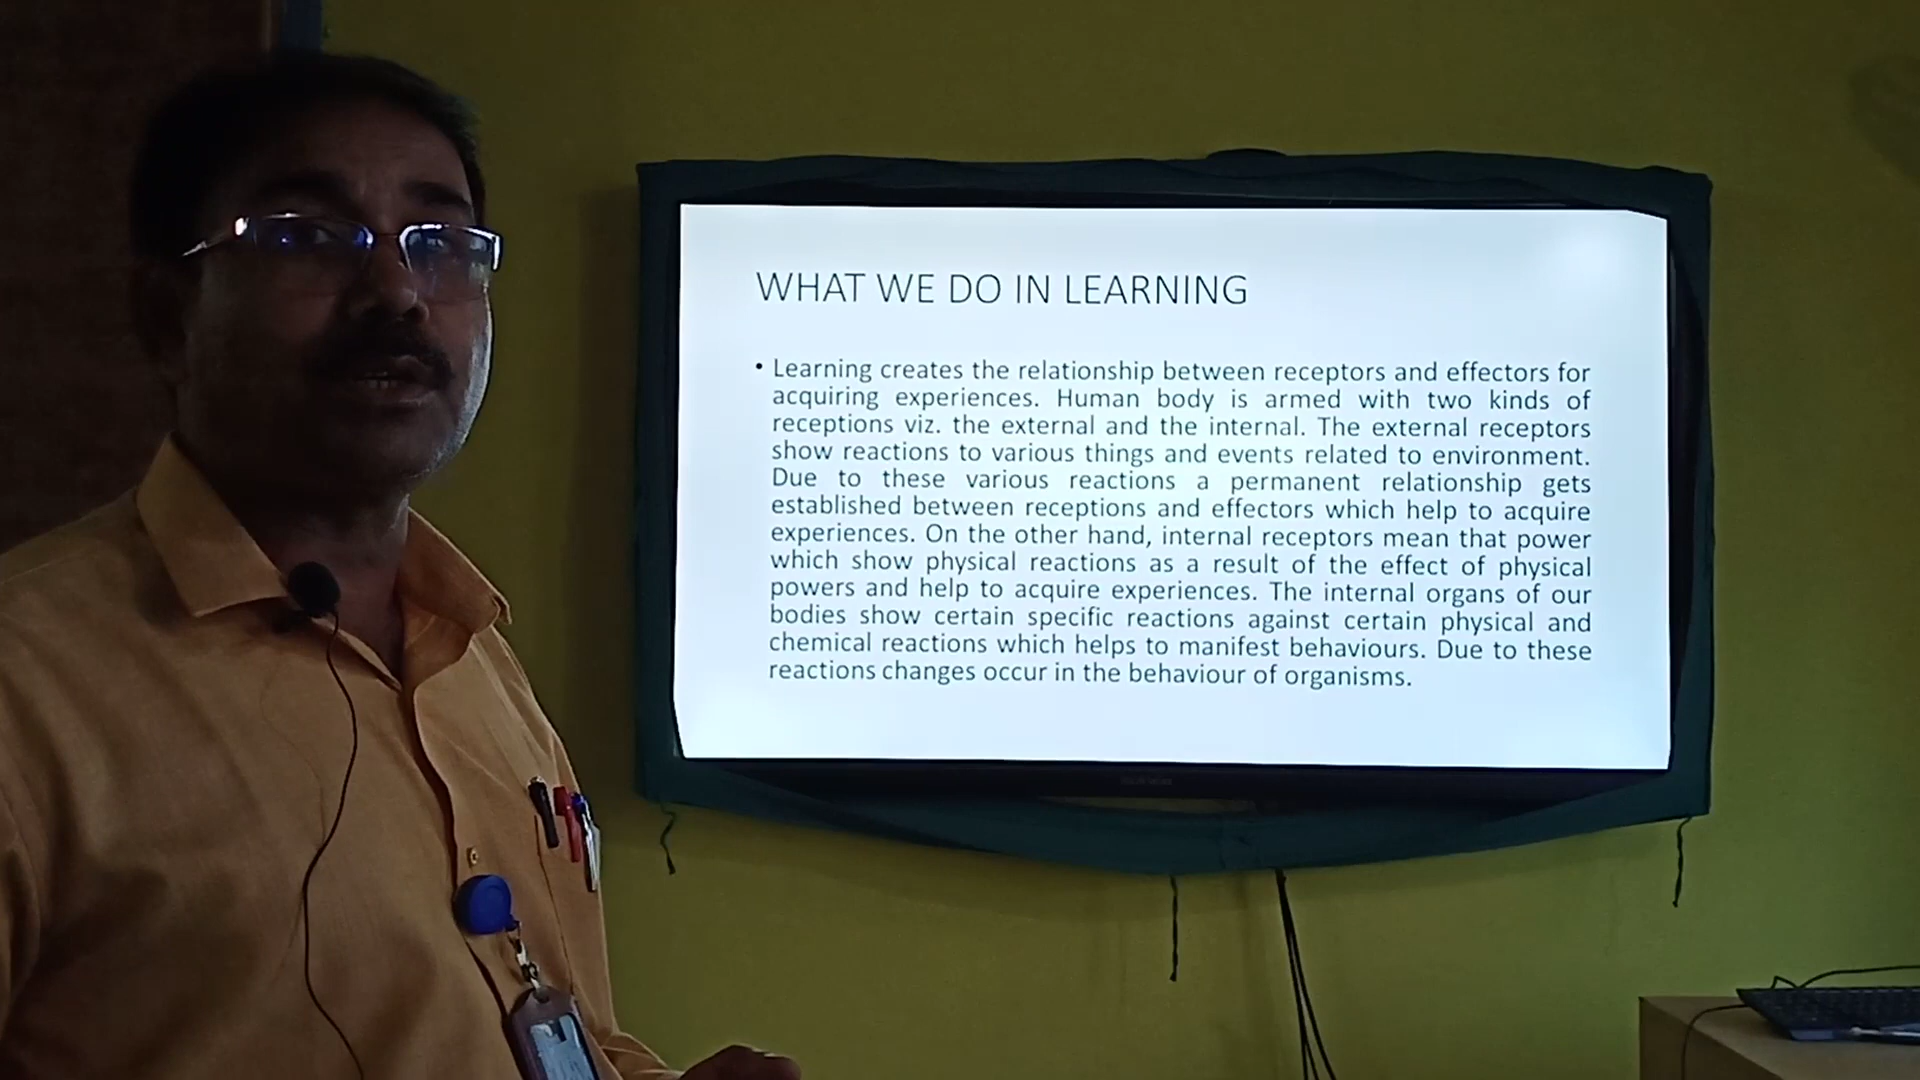 WHAT WE DO IN LEARNING
• Learning creates the relationship between receptors and effectors for
acquiring experiences. Human body is armed with two kinds of
receptions viz. the external and the internal. The external receptors
show reactions to various things and events related to environment.
Due to these various reactions a permanent relationship gets
established between receptions and effectors which help to acquire
experiences. On the other hand, internal receptors mean that power
which show physical reactions as a result of the effect of physical
powers and help to acquire experiences. The internal organs of our
bodies show certain specific reactions against certain physical and
chemical reactions which helps to manifest behaviours. Due to these
reactions changes occur in the behaviour of organisms.